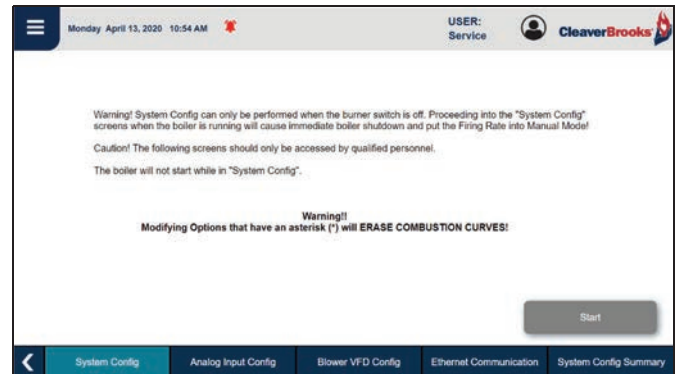 Monday April 13, 2020 10:54 AM
USER:
Service
CleaverBrooks
Warning! System Config can only be performed when the burner switch is off. Proceeding into the "System Config"
screens when the boiler is running will cause immediate boiler shutdown and put the Firing Rate into Manual Mode!
Caution! The following screens should only be accessed by qualified personnel.
The boiler will not start while in "System Config".
Warning!!
Modifying Options that have an asterisk (*) will ERASE COMBUSTION CURVES!
Start
System Config Analog Input Config Blower VFD Config Ethernet Communication System Config Summary